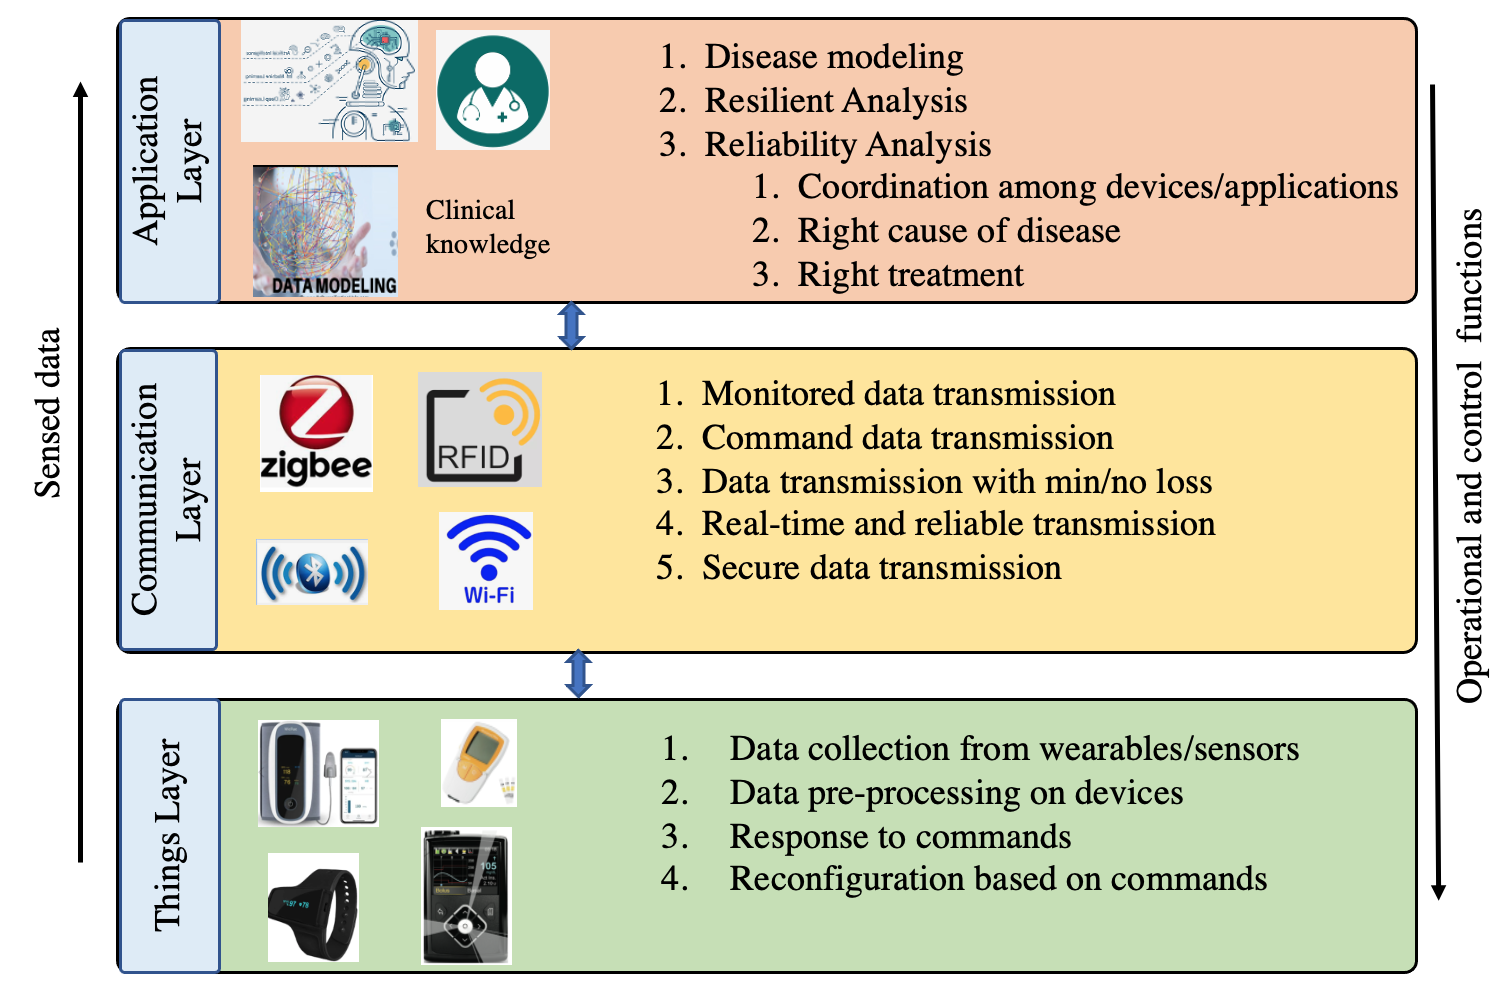 Sensed data
Application
Layer
DATA MODELING
Clinical
knowledge
1. Disease modeling
2. Resilient Analysis
3. Reliability Analysis
1. Coordination among devices/applications
2. Right cause of disease
3. Right treatment
Communication
Layer
zigbee
RFID
Wi-Fi
1. Monitored data transmission
2. Command data transmission
3. Data transmission with min/no loss
4. Real-time and reliable transmission
5. Secure data transmission
Things Layer
105
1. Data collection from wearables/sensors
2. Data pre-processing on devices
3. Response to commands
4. Reconfiguration based on commands
Operational and control functions